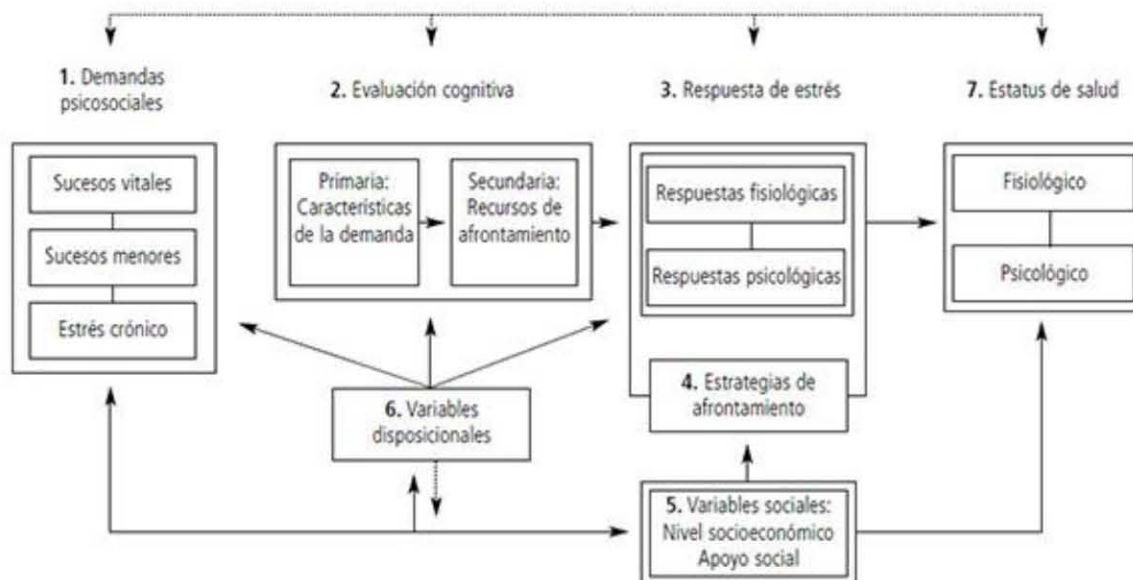 1. Demandas
psicosociales
2. Evaluación cognitiva
3. Respuesta de estrés
7. Estatus de salud
Sucesos vitales
Sucesos menores
Estrés crónico
Primaria:
Características
de la demanda
Secundaria:
Recursos de
afrontamiento
Respuestas fisiológicas
Respuestas psicológicas
Fisiológico
Psicológico
4. Estrategias de
afrontamiento
6. Variables
disposicionales
5. Variables sociales:
Nivel socioeconómico
Apoyo social